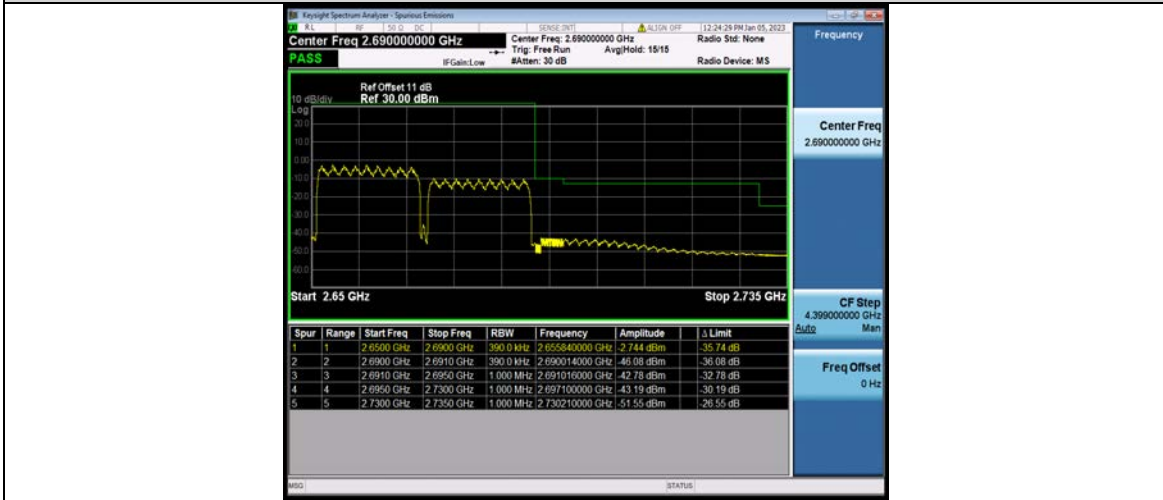 Keysight Spectrum Analyzer - Spurious Emissions
RL RF 50 Ω DC SENSE:INT ALIGN OFF 12:24:29 PM Jan 05, 2023
Center Freq 2.690000000 GHz
Center Freq: 2.690000000 GHz Radio Std: None
Trig: Free Run Avg|Hold: 15/15
PASS IFGain:Low #Atten: 30 dB Radio Device: MS
Frequency
Ref Offset 11 dB
10 dB/div Ref 30.00 dBm
Log
20.0
10.0
0.00
-10.0
-20.0
-30.0
-40.0
-50.0
-60.0
Start 2.65 GHz Stop 2.735 GHz
Center Freq
2.690000000 GHz
CF Step
4.399000000 GHz
Auto Man
Freq Offset
0 Hz
Spur Range Start Freq Stop Freq RBW Frequency Amplitude Δ Limit
1 1 2.6500 GHz 2.6900 GHz 390.0 kHz 2.655840000 GHz -2.744 dBm -35.74 dB
2 2 2.6900 GHz 2.6910 GHz 390.0 kHz 2.690014000 GHz -46.08 dBm -36.08 dB
3 3 2.6910 GHz 2.6950 GHz 1.000 MHz 2.691016000 GHz -42.78 dBm -32.78 dB
4 4 2.6950 GHz 2.7300 GHz 1.000 MHz 2.697100000 GHz -43.19 dBm -30.19 dB
5 5 2.7300 GHz 2.7350 GHz 1.000 MHz 2.730210000 GHz -51.55 dBm -26.55 dB
MSG STATUS